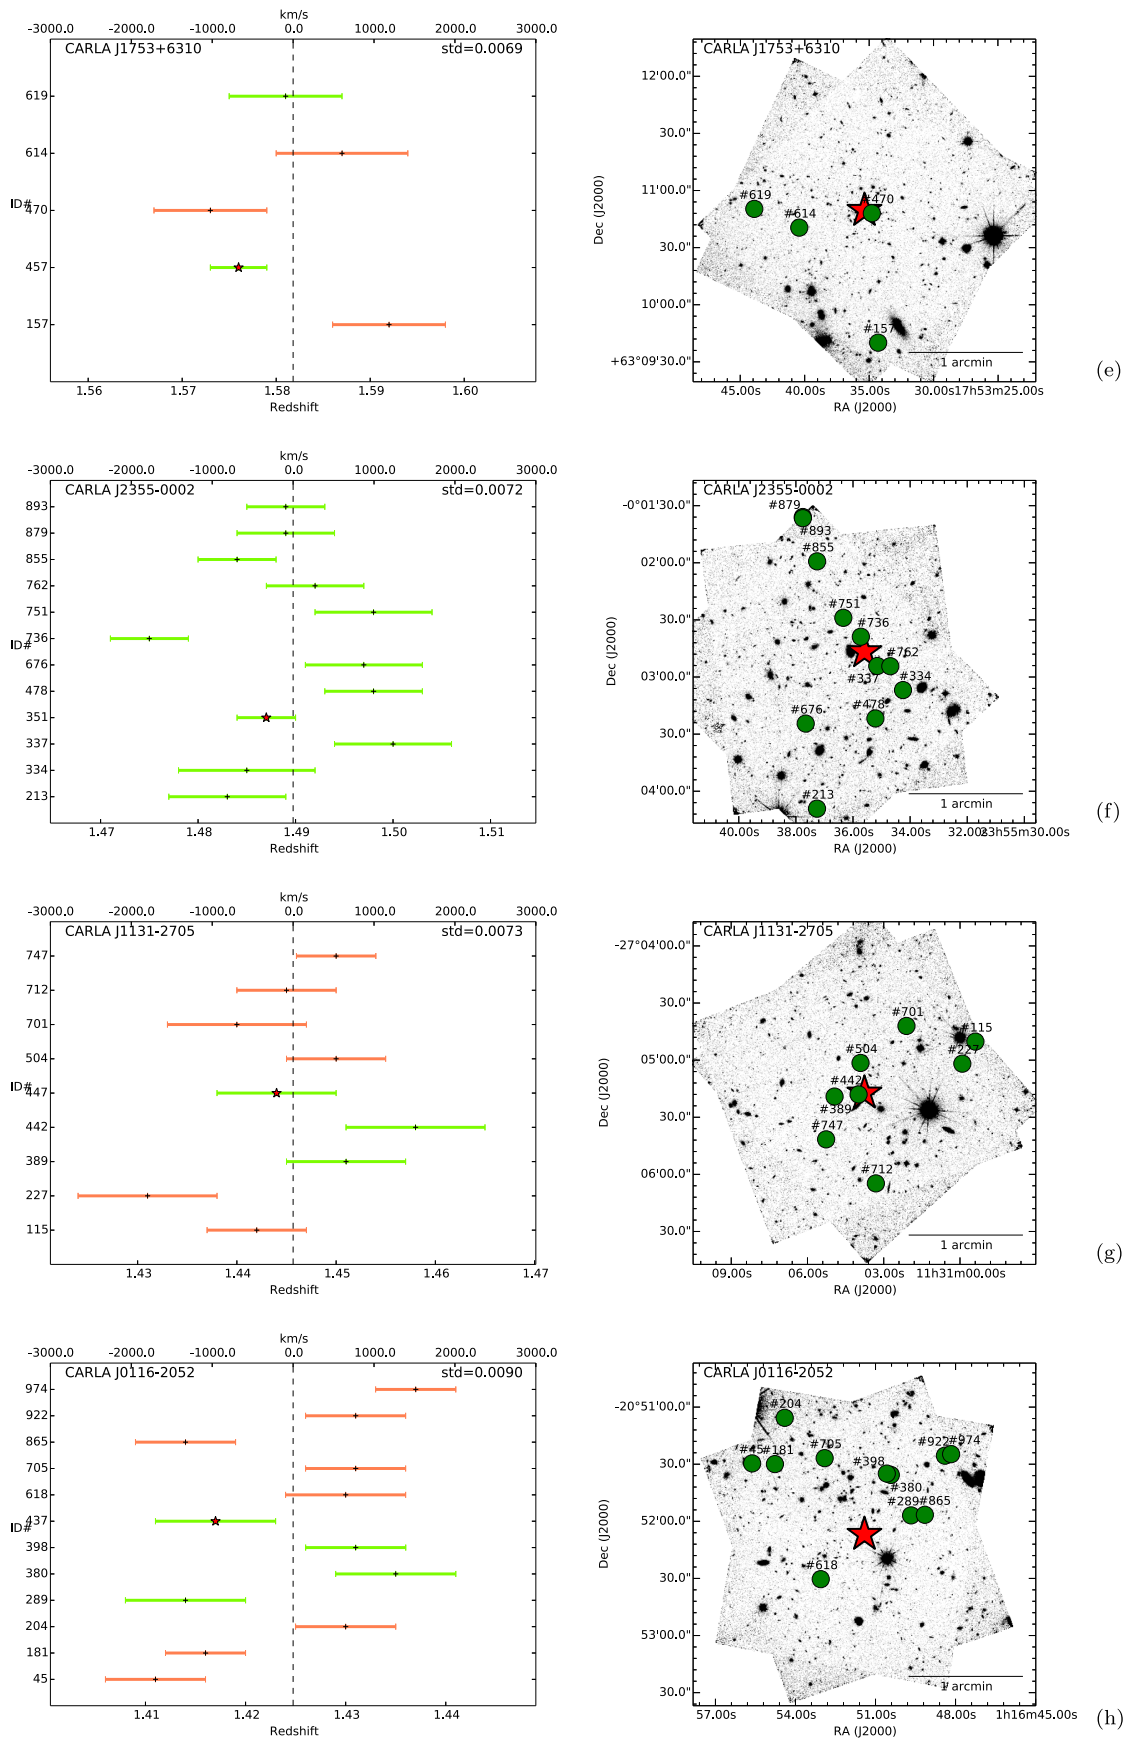 km/s
-3000.0 -2000.0 -1000.0 0.0 1000.0 2000.0 3000.0
CARLA J1753+6310 std=0.0069
619
614
ID#
470
457
157
1.56 1.57 1.58 1.59 1.60
Redshift
CARLA J1753+6310
12'00.0"
30.0"
11'00.0"
30.0"
10'00.0"
+63°09'30.0"
Dec (J2000)
#619
#614
#470
#157
1 arcmin
45.00s 40.00s 35.00s 30.00s 17h53m25.00s
RA (J2000)
(e)
km/s
-3000.0 -2000.0 -1000.0 0.0 1000.0 2000.0 3000.0
CARLA J2355-0002 std=0.0072
893
879
855
762
751
736
ID#
676
478
351
337
334
213
1.47 1.48 1.49 1.50 1.51
Redshift
CARLA J2355-0002
-0°01'30.0"
02'00.0"
30.0"
03'00.0"
30.0"
04'00.0"
Dec (J2000)
#879
#893
#855
#751
#736
#762
#337
#334
#676
#478
#213
1 arcmin
40.00s 38.00s 36.00s 34.00s 32.00s 23h55m30.00s
RA (J2000)
(f)
km/s
-3000.0 -2000.0 -1000.0 0.0 1000.0 2000.0 3000.0
CARLA J1131-2705 std=0.0073
747
712
701
504
ID#
447
442
389
227
115
1.43 1.44 1.45 1.46 1.47
Redshift
CARLA J1131-2705
-27°04'00.0"
30.0"
05'00.0"
30.0"
06'00.0"
30.0"
Dec (J2000)
#701
#115
#504
#227
#442
#389
#747
#712
1 arcmin
09.00s 06.00s 03.00s 11h31m00.00s
RA (J2000)
(g)
km/s
-3000.0 -2000.0 -1000.0 0.0 1000.0 2000.0 3000.0
CARLA J0116-2052 std=0.0090
974
922
865
705
618
437
ID#
398
380
289
204
181
45
1.41 1.42 1.43 1.44
Redshift
CARLA J0116-2052
-20°51'00.0"
30.0"
52'00.0"
30.0"
53'00.0"
30.0"
Dec (J2000)
#204
#45 #181 #705 #398 #922 #974
#380
#289 #865
#618
1 arcmin
57.00s 54.00s 51.00s 48.00s 1h16m45.00s
RA (J2000)
(h)